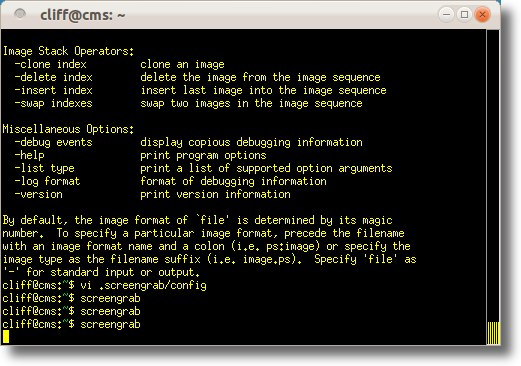 cliff@cms: ~
Image Stack Operators:
-clone index clone an image
-delete index delete the image from the image sequence
-insert index insert last image into the image sequence
-swap indexes swap two images in the image sequence
Miscellaneous Options:
-debug events display copious debugging information
-help print program options
-list type print a list of supported option arguments
-log format format of debugging information
-version print version information
By default, the image format of `file' is determined by its magic
number. To specify a particular image format, precede the filename
with an image format name and a colon (i.e. ps:image) or specify the
image type as the filename suffix (i.e. image.ps). Specify 'file' as
'-' for standard input or output.
cliff@cms:~$ vi .screengrab/config
cliff@cms:~$ screengrab
cliff@cms:~$ screengrab
cliff@cms:~$ screengrab